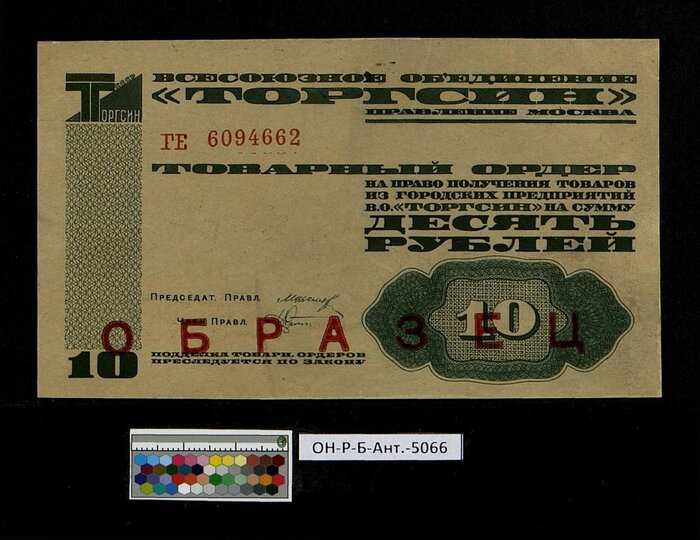 ТОРГСИН
ВСЕСОЮЗНОЕ ОБЪЕДИНЕНИЕ
«ТОРГСИН»
ПРАВЛЕНИЕ МОСКВА
ГЕ 6094662
ТОВАРНЫЙ ОРДЕР
НА ПРАВО ПОЛУЧЕНИЯ ТОВАРОВ
ИЗ ГОРОДСКИХ ПРЕДПРИЯТИЙ
В.О. «ТОРГСИН» НА СУММУ
ДЕСЯТЬ
РУБЛЕЙ
ПРЕДСЕДАТ. ПРАВЛ.
ЧЛЕН ПРАВЛ.
10
ОБРАЗЕЦ
10
ПОДДЕЛКА ТОВАРН. ОРДЕРОВ
ПРЕСЛЕДУЕТСЯ ПО ЗАКОНУ
ОН-Р-Б-Ант.-5066